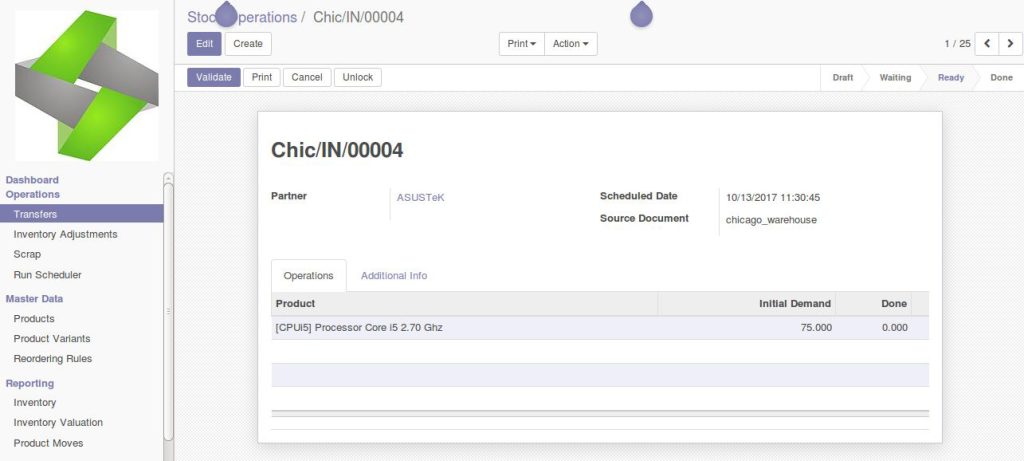 Stock Operations / Chic/IN/00004
Edit Create Print Action 1 / 25
Validate Print Cancel Unlock Draft Waiting Ready Done
Dashboard
Operations
Transfers
Inventory Adjustments
Scrap
Run Scheduler
Master Data
Products
Product Variants
Reordering Rules
Reporting
Inventory
Inventory Valuation
Product Moves
Chic/IN/00004
Partner ASUSTeK
Scheduled Date 10/13/2017 11:30:45
Source Document chicago_warehouse
Operations Additional Info
Product Initial Demand Done
[CPUi5] Processor Core i5 2.70 Ghz 75.000 0.000